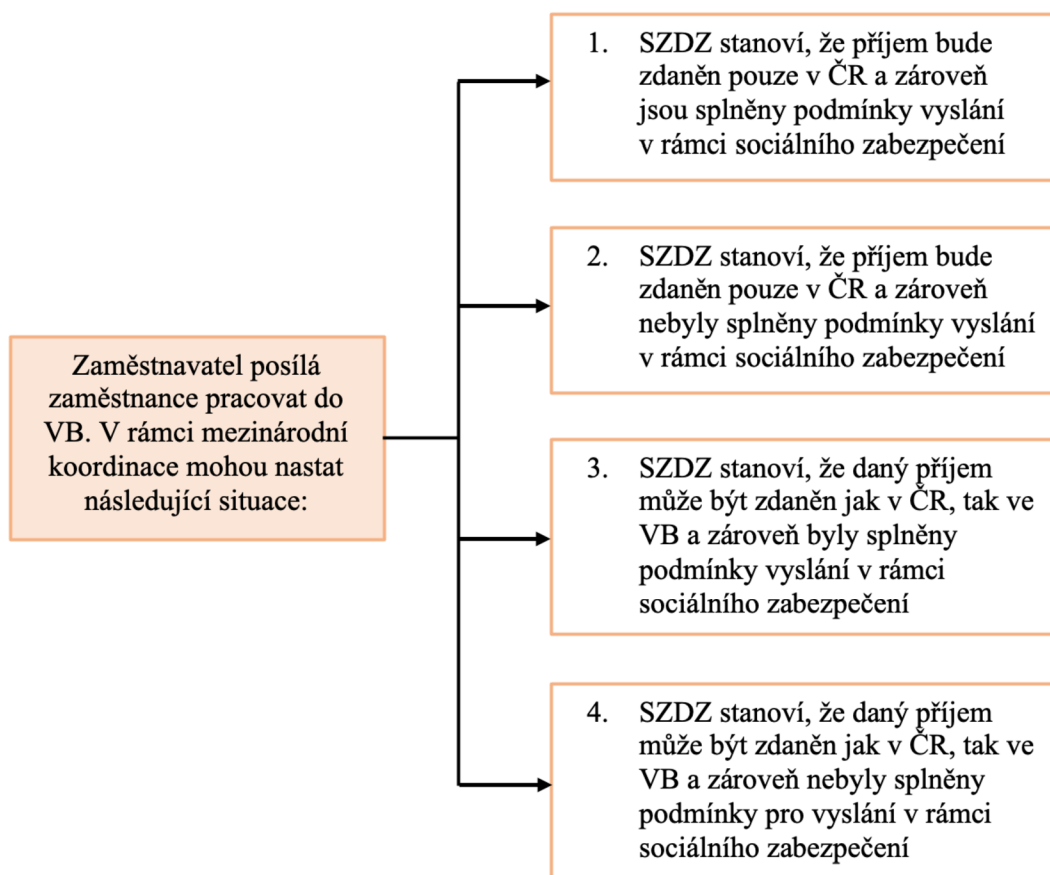 Zaměstnavatel posílá
zaměstnance pracovat do
VB. V rámci mezinárodní
koordinace mohou nastat
následující situace:
1. SZDZ stanoví, že příjem bude
zdaněn pouze v ČR a zároveň
jsou splněny podmínky vyslání
v rámci sociálního zabezpečení
2. SZDZ stanoví, že příjem bude
zdaněn pouze v ČR a zároveň
nebyly splněny podmínky vyslání
v rámci sociálního zabezpečení
3. SZDZ stanoví, že daný příjem
může být zdaněn jak v ČR, tak ve
VB a zároveň byly splněny
podmínky vyslání v rámci
sociálního zabezpečení
4. SZDZ stanoví, že daný příjem
může být zdaněn jak v ČR, tak ve
VB a zároveň nebyly splněny
podmínky pro vyslání v rámci
sociálního zabezpečení